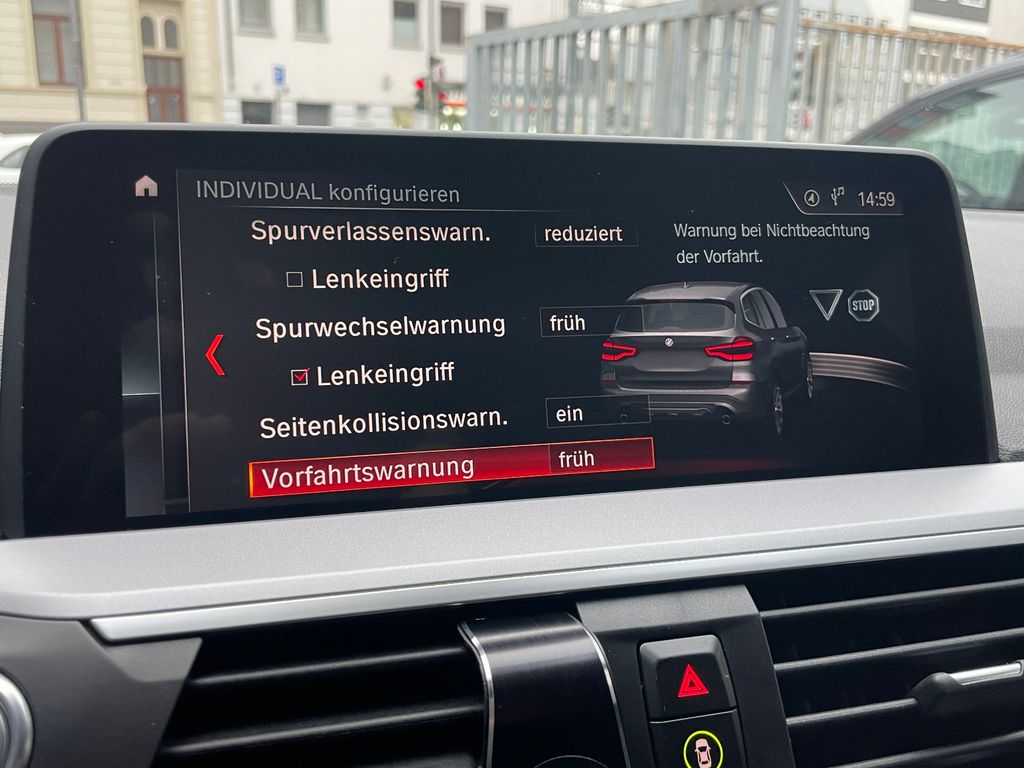 INDIVIDUAL konfigurieren
14:59
Spurverlassenswarn. reduziert
Lenkeingriff
Spurwechselwarnung früh
Lenkeingriff
Seitenkollisionswarn. ein
Vorfahrtswarnung früh
Warnung bei Nichtbeachtung
der Vorfahrt.
STOP